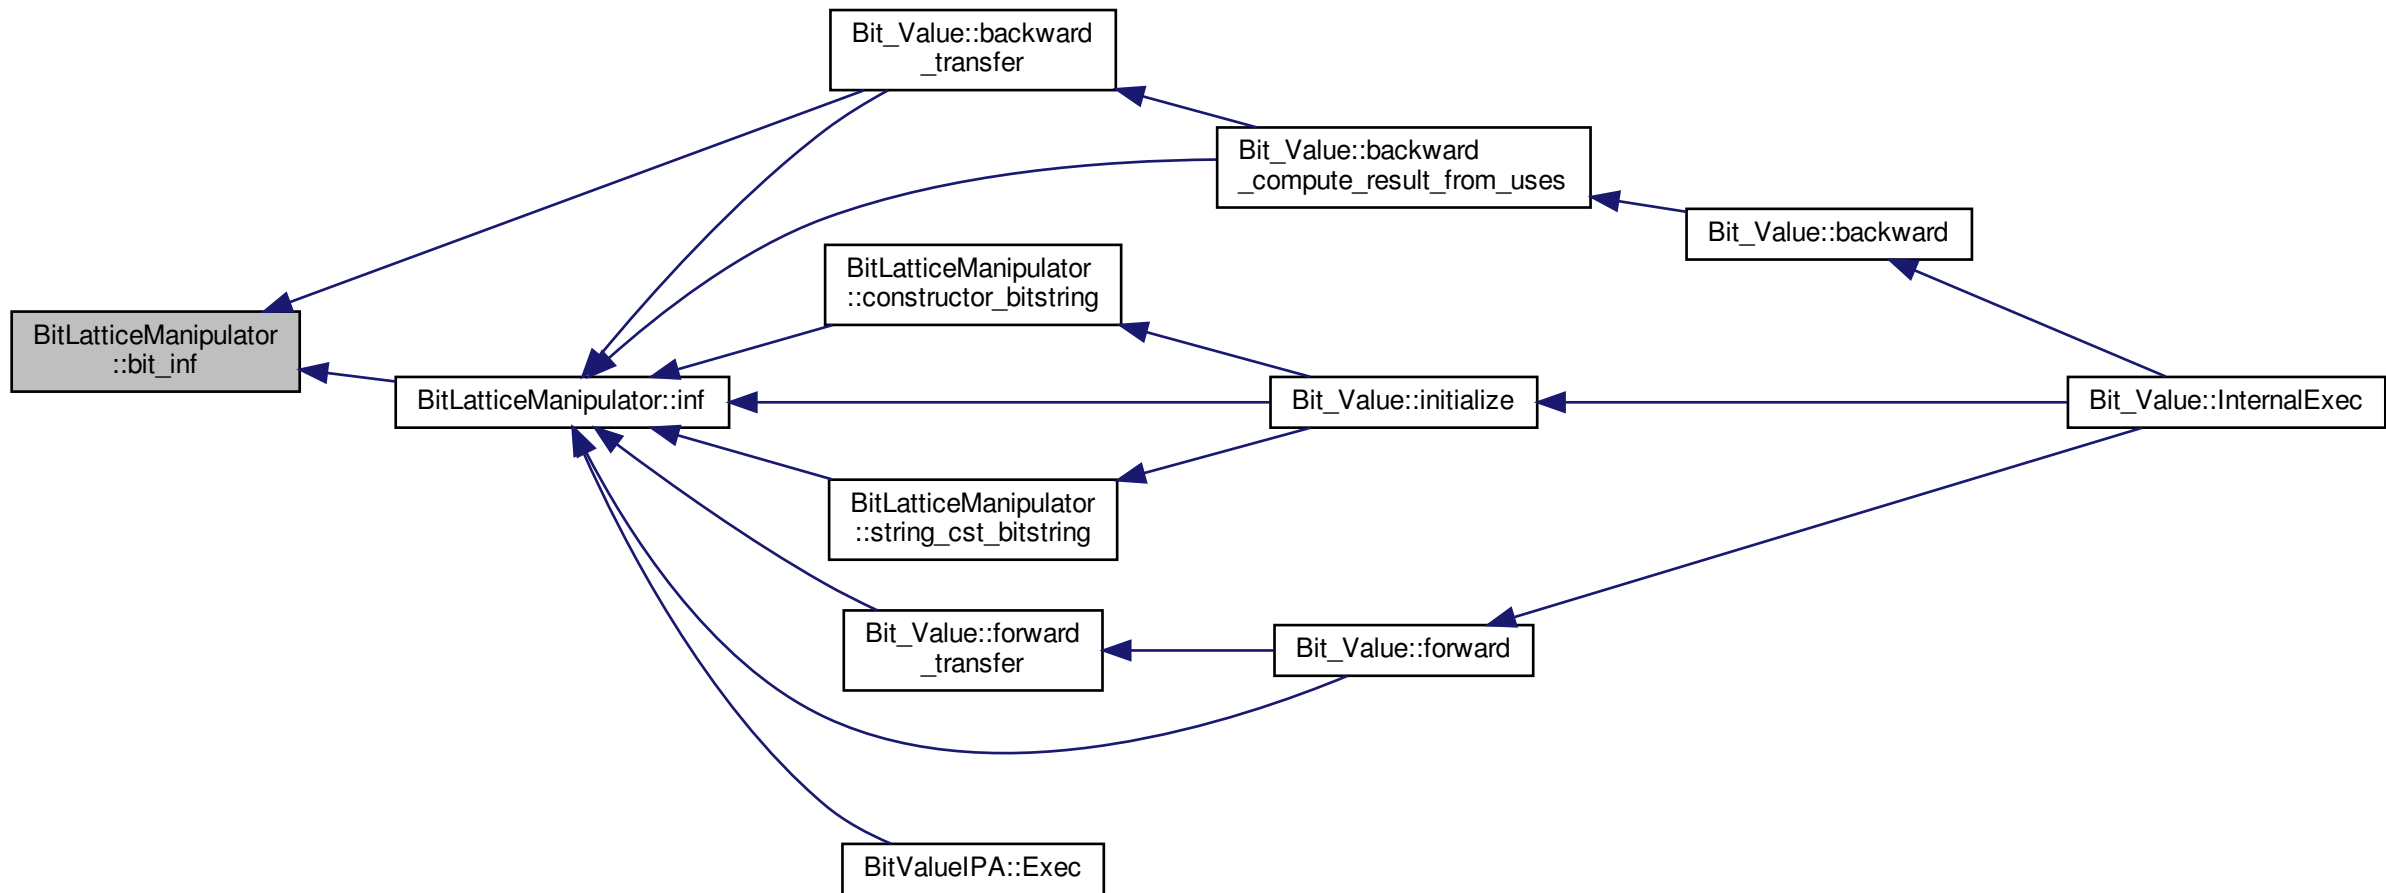 Bit_Value::backward
_transfer
Bit_Value::backward
_compute_result_from_uses
Bit_Value::backward
BitLatticeManipulator
::constructor_bitstring
BitLatticeManipulator
::bit_inf
BitLatticeManipulator::inf
Bit_Value::initialize
Bit_Value::InternalExec
BitLatticeManipulator
::string_cst_bitstring
Bit_Value::forward
_transfer
Bit_Value::forward
BitValueIPA::Exec